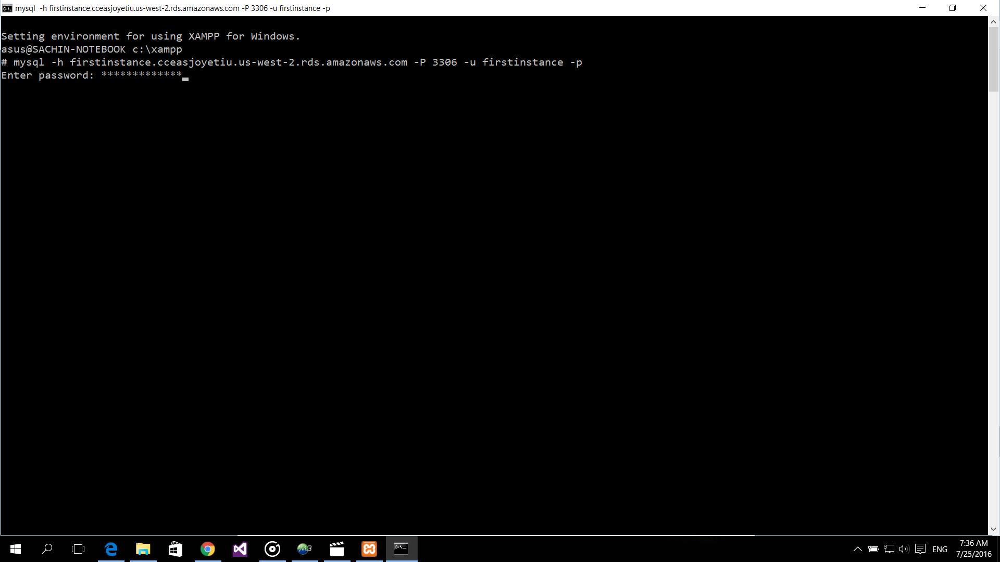 mysql  -h firstinstance.cceasjoyetiu.us-west-2.rds.amazonaws.com -P 3306 -u firstinstance -p
Setting environment for using XAMPP for Windows.
asus@SACHIN-NOTEBOOK c:\xampp
# mysql -h firstinstance.cceasjoyetiu.us-west-2.rds.amazonaws.com -P 3306 -u firstinstance -p
Enter password: *************
ENG
7:36 AM
7/25/2016